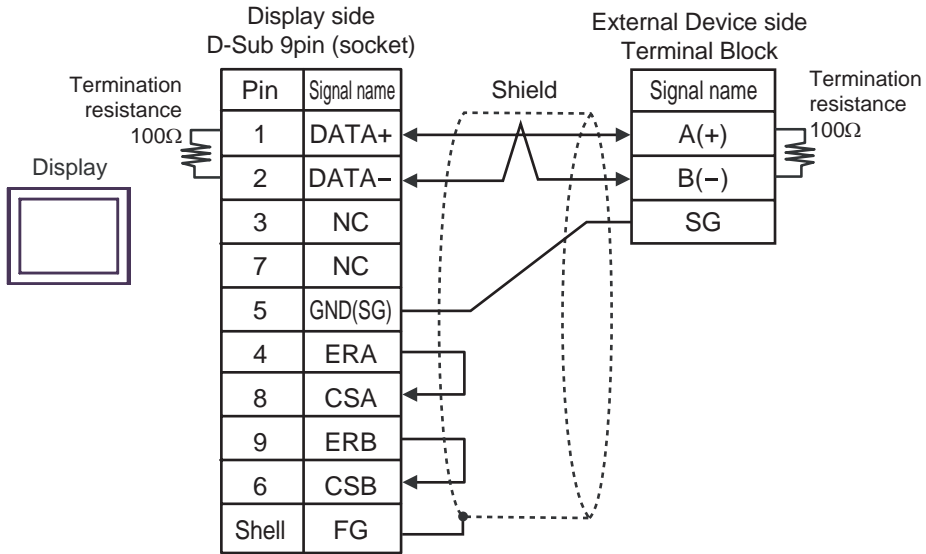 Display side
D-Sub 9pin (socket)
External Device side
Terminal Block
Termination
resistance
100Ω
Display
Pin Signal name
1 DATA+
2 DATA−
3 NC
7 NC
5 GND(SG)
4 ERA
8 CSA
9 ERB
6 CSB
Shell FG
Shield
Signal name
A(+)
B(−)
SG
Termination
resistance
100Ω